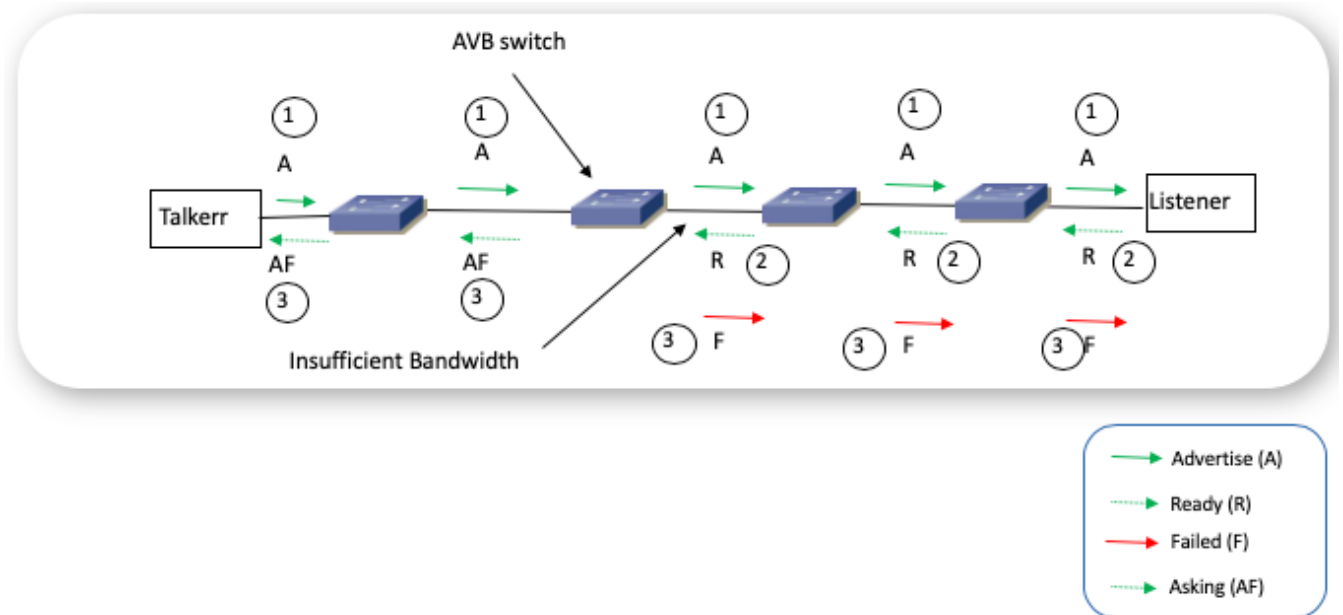 AVB switch
1
1
1
1
1
A
A
A
A
A
Talkerr
Listener
AF
AF
R
2
R
2
R
2
3
3
3
F
3
F
3
F
Insufficient Bandwidth
Advertise (A)
Ready (R)
Failed (F)
Asking (AF)